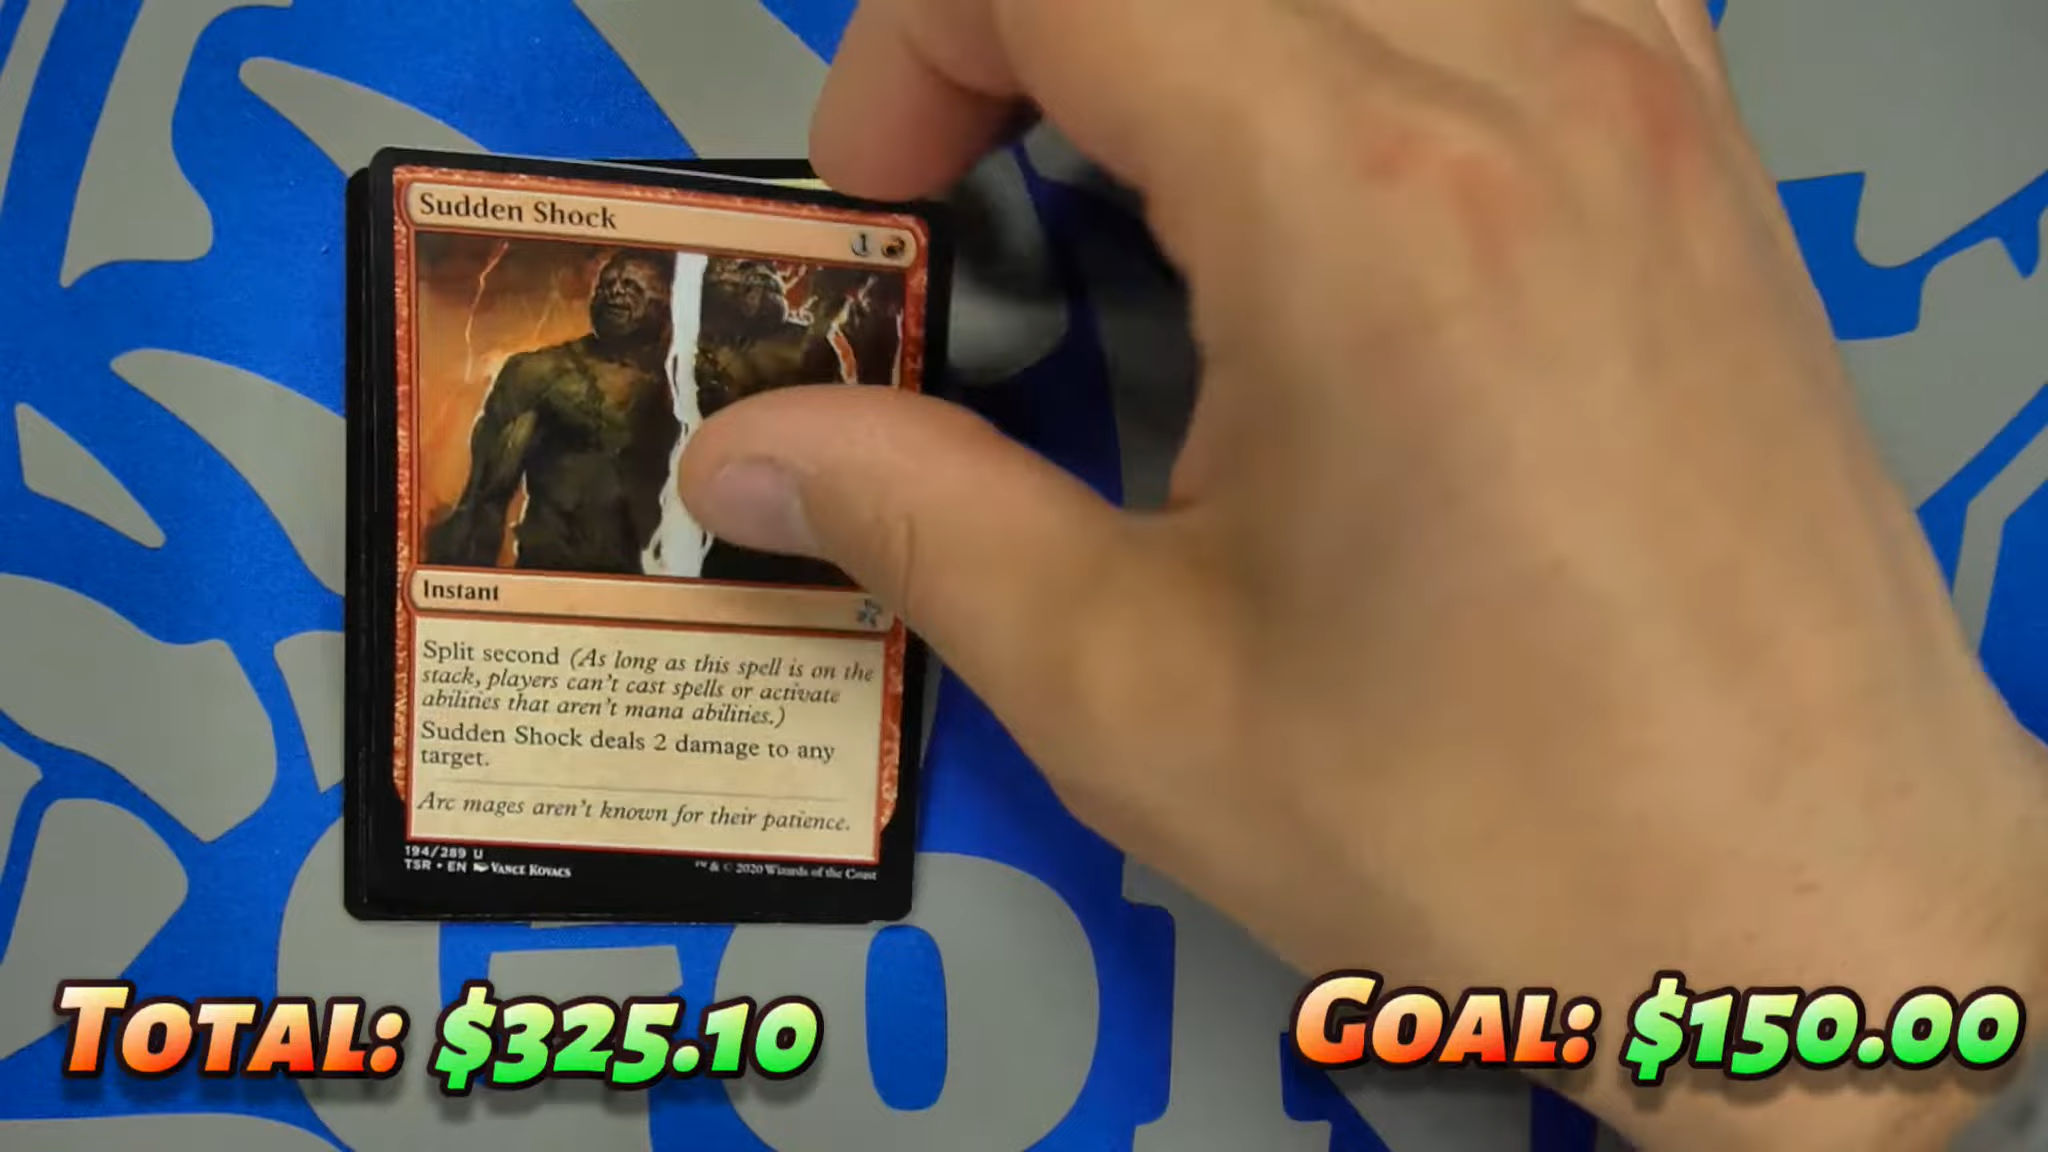 Sudden Shock
1
Instant
Split second (As long as this spell is on the
stack, players can't cast spells or activate
abilities that aren't mana abilities.)
Sudden Shock deals 2 damage to any
target.
Arc mages aren't known for their patience.
194/289 U
TSR • EN Vance Kovacs
™ & © 2020 Wizards of the Coast
Total: $325.10
Goal: $150.00